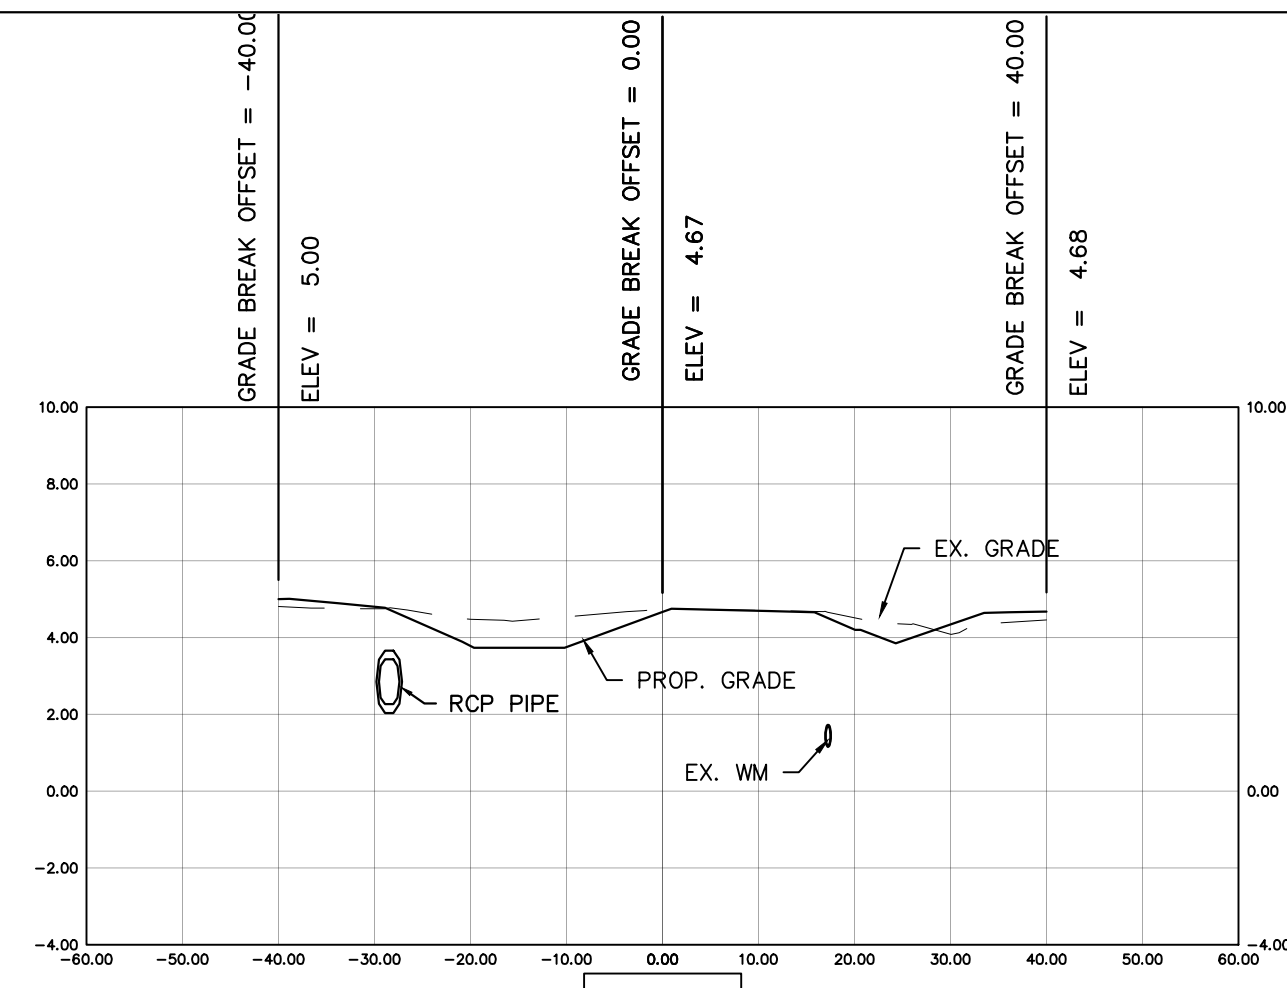 GRADE BREAK OFFSET = -40.00
ELEV = 5.00
GRADE BREAK OFFSET = 0.00
ELEV = 4.67
GRADE BREAK OFFSET = 40.00
ELEV = 4.68
10.00
10.00
8.00
6.00
EX. GRADE
4.00
PROP. GRADE
RCP PIPE
2.00
EX. WM
0.00
0.00
-2.00
-4.00
-4.00
-60.00 -50.00 -40.00 -30.00 -20.00 -10.00 0.00 10.00 20.00 30.00 40.00 50.00 60.00